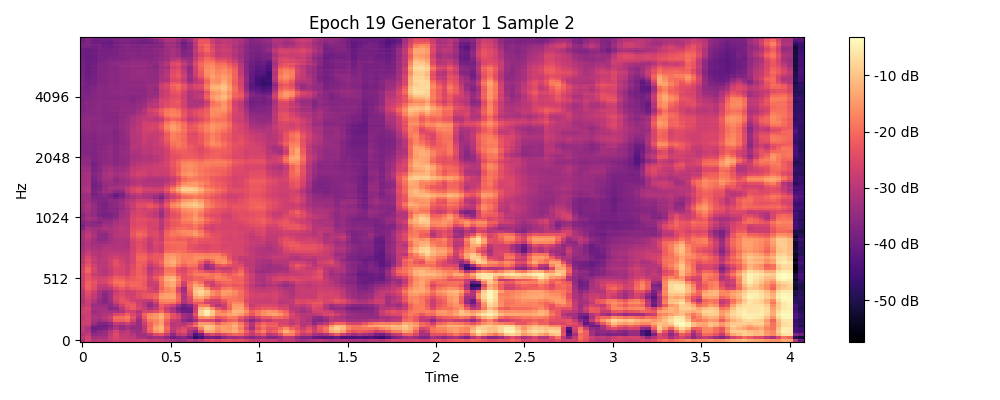 Epoch 19 Generator 1 Sample 2
Hz
4096
2048
1024
512
0
0 0.5 1 1.5 2 2.5 3 3.5 4
Time
-10 dB
-20 dB
-30 dB
-40 dB
-50 dB